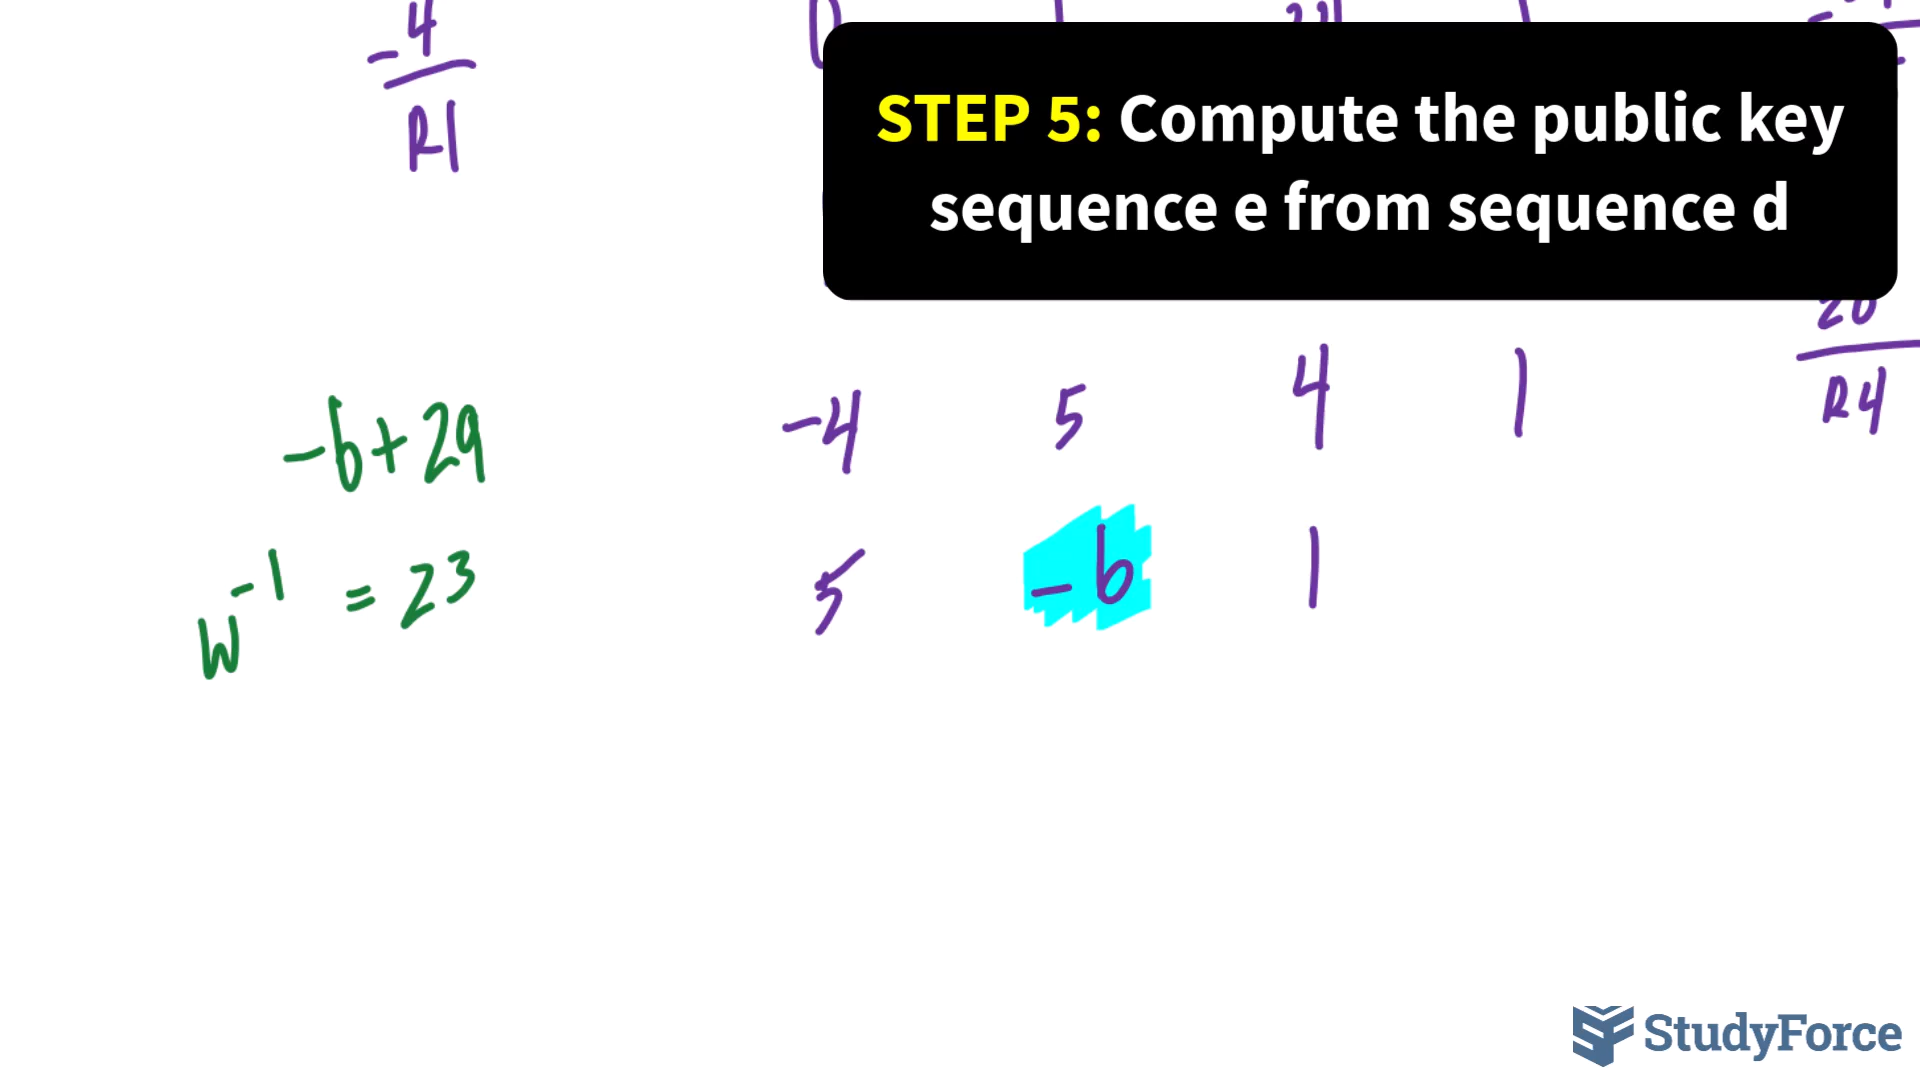 -4
R1
STEP 5: Compute the public key
sequence e from sequence d
20
R4
-6+29
-4 5 4 1
w⁻¹ = 23
5 -6 1
StudyForce